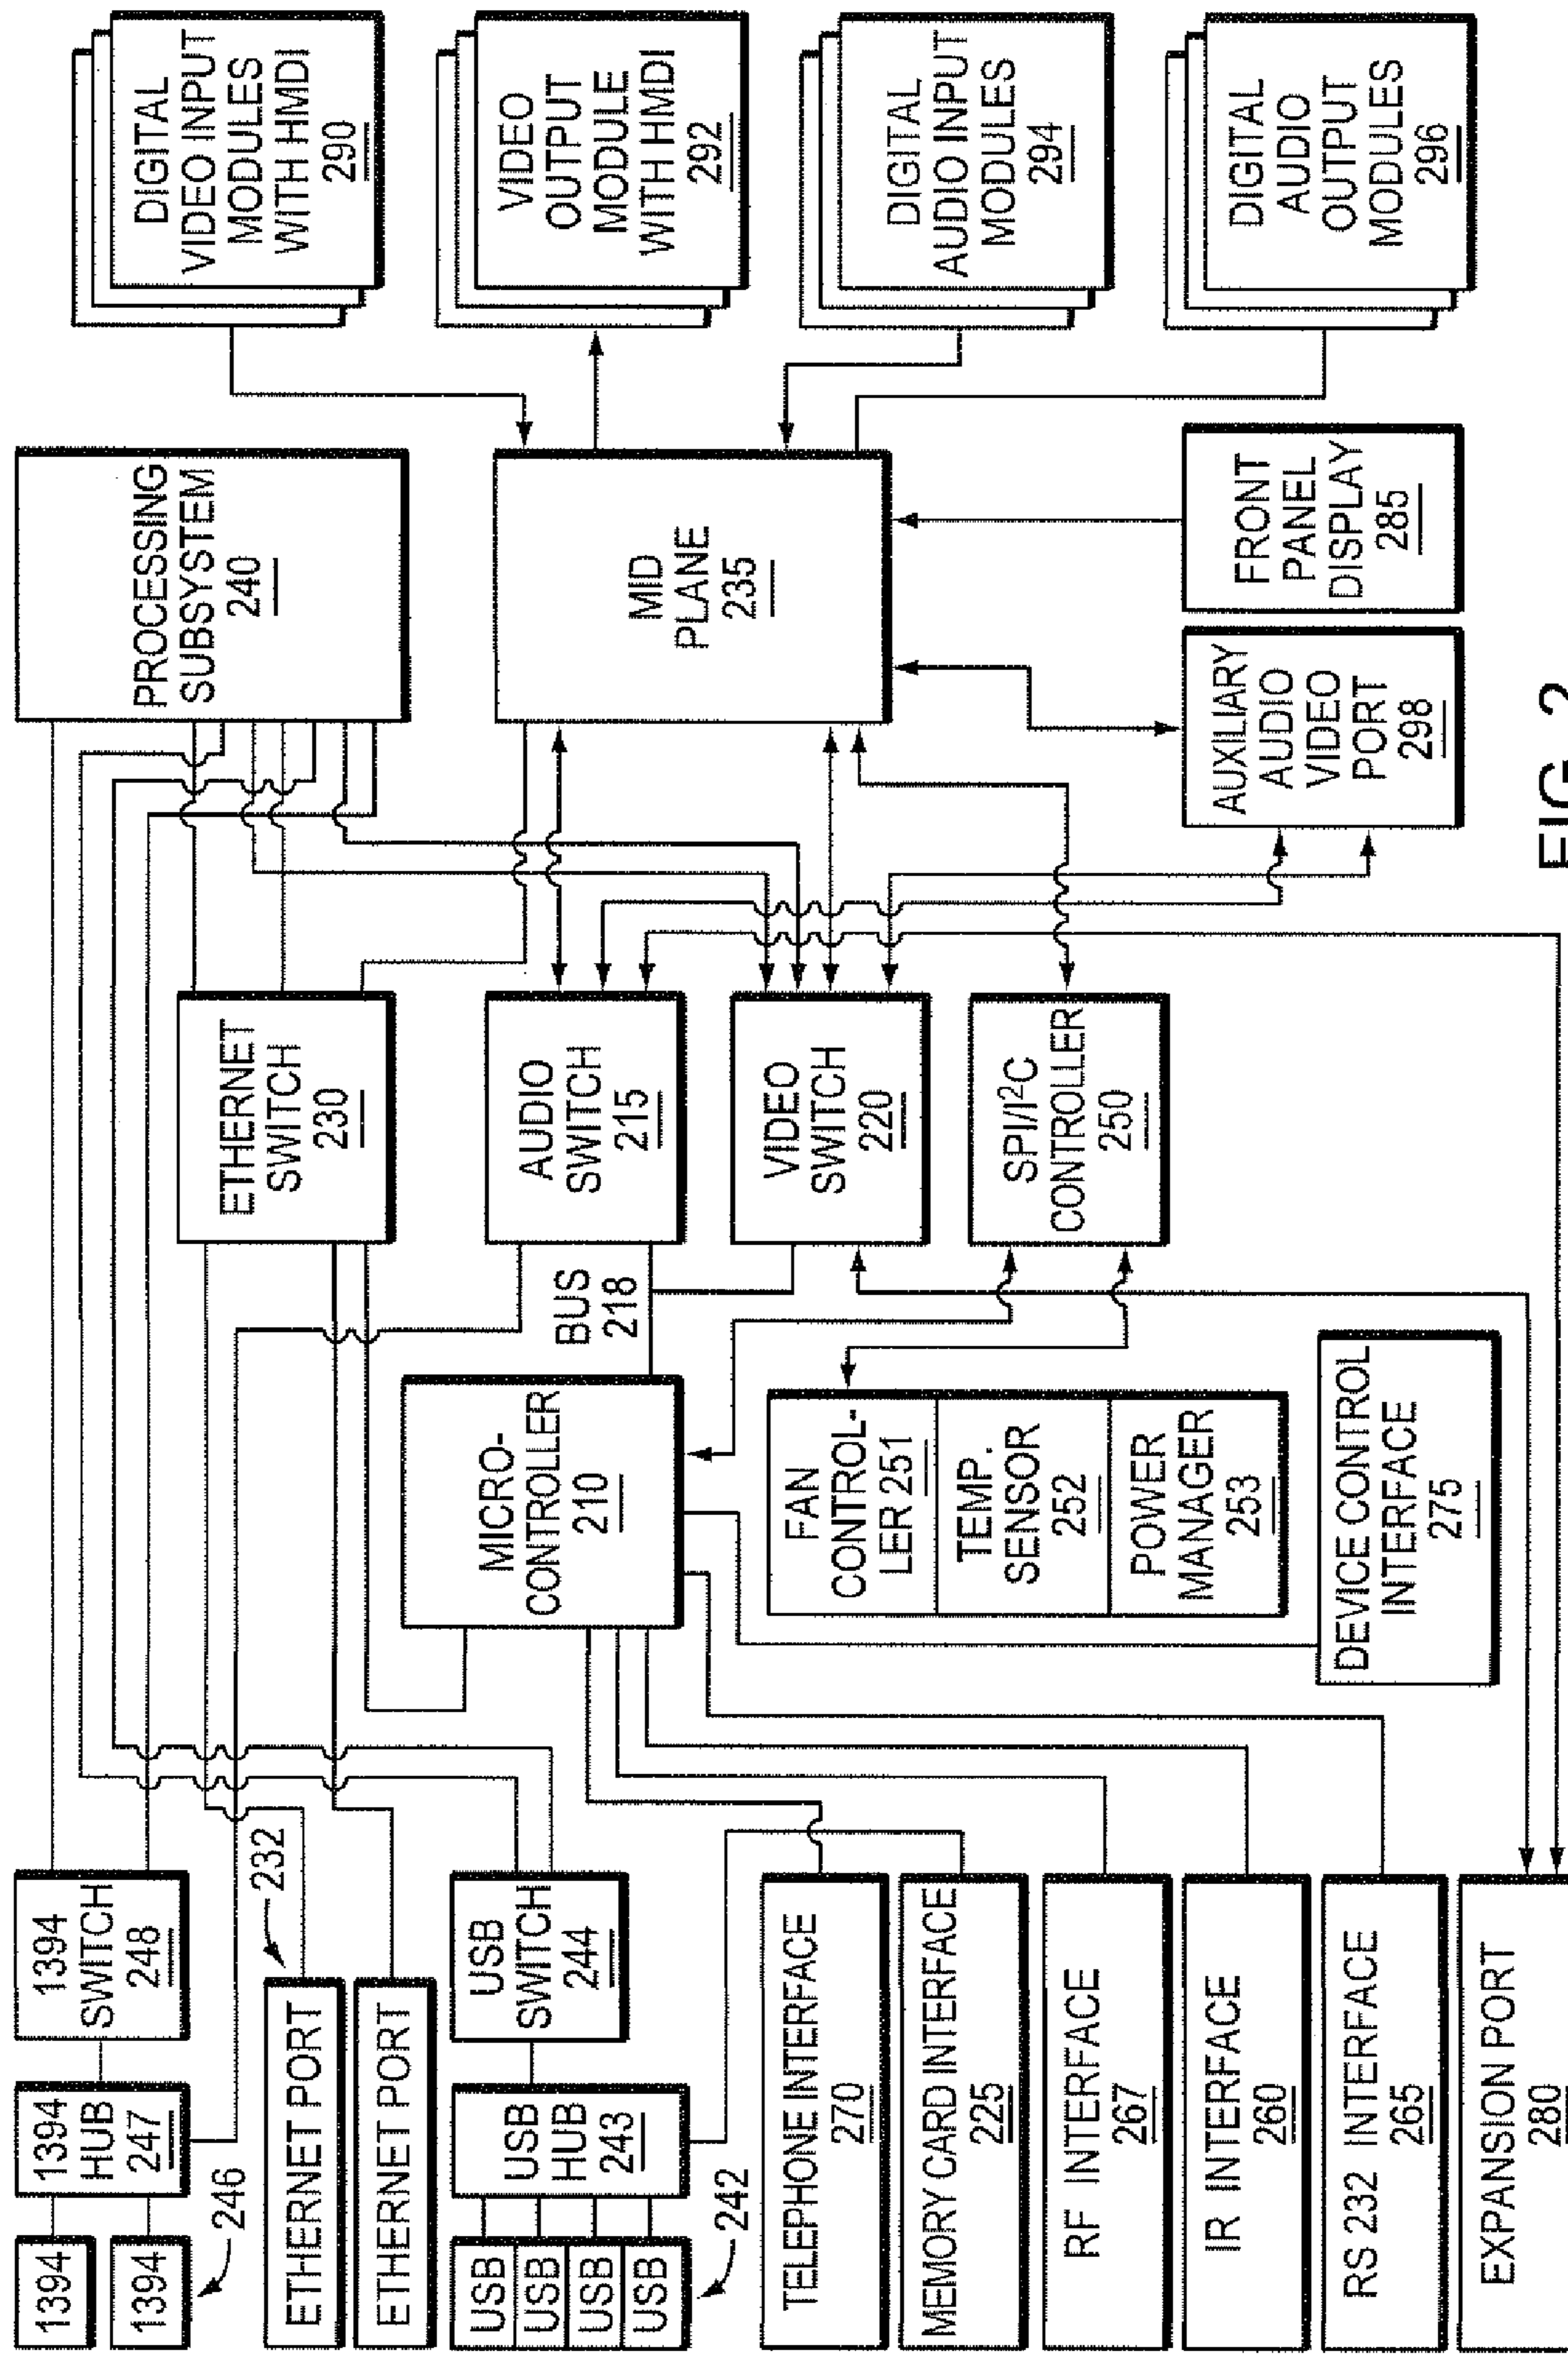 1394
1394
246
1394
HUB
247
1394
SWITCH
248
ETHERNET PORT
ETHERNET PORT
232
USB
USB
USB
USB
242
USB
HUB
243
USB
SWITCH
244
TELEPHONE INTERFACE
270
MEMORY CARD INTERFACE
225
RF INTERFACE
267
IR INTERFACE
260
RS 232 INTERFACE
265
EXPANSION PORT
280
MICRO-
CONTROLLER
210
BUS
218
FAN
CONTROL-
LER 251
TEMP.
SENSOR
252
POWER
MANAGER
253
DEVICE CONTROL
INTERFACE
275
ETHERNET
SWITCH
230
AUDIO
SWITCH
215
VIDEO
SWITCH
220
SPI/I²C
CONTROLLER
250
PROCESSING
SUBSYSTEM
240
MID
PLANE
235
AUXILIARY
AUDIO
VIDEO
PORT
298
FRONT
PANEL
DISPLAY
285
DIGITAL
VIDEO INPUT
MODULES
WITH HMDI
290
VIDEO
OUTPUT
MODULE
WITH HMDI
292
DIGITAL
AUDIO INPUT
MODULES
294
DIGITAL
AUDIO
OUTPUT
MODULES
296
FIG. 2